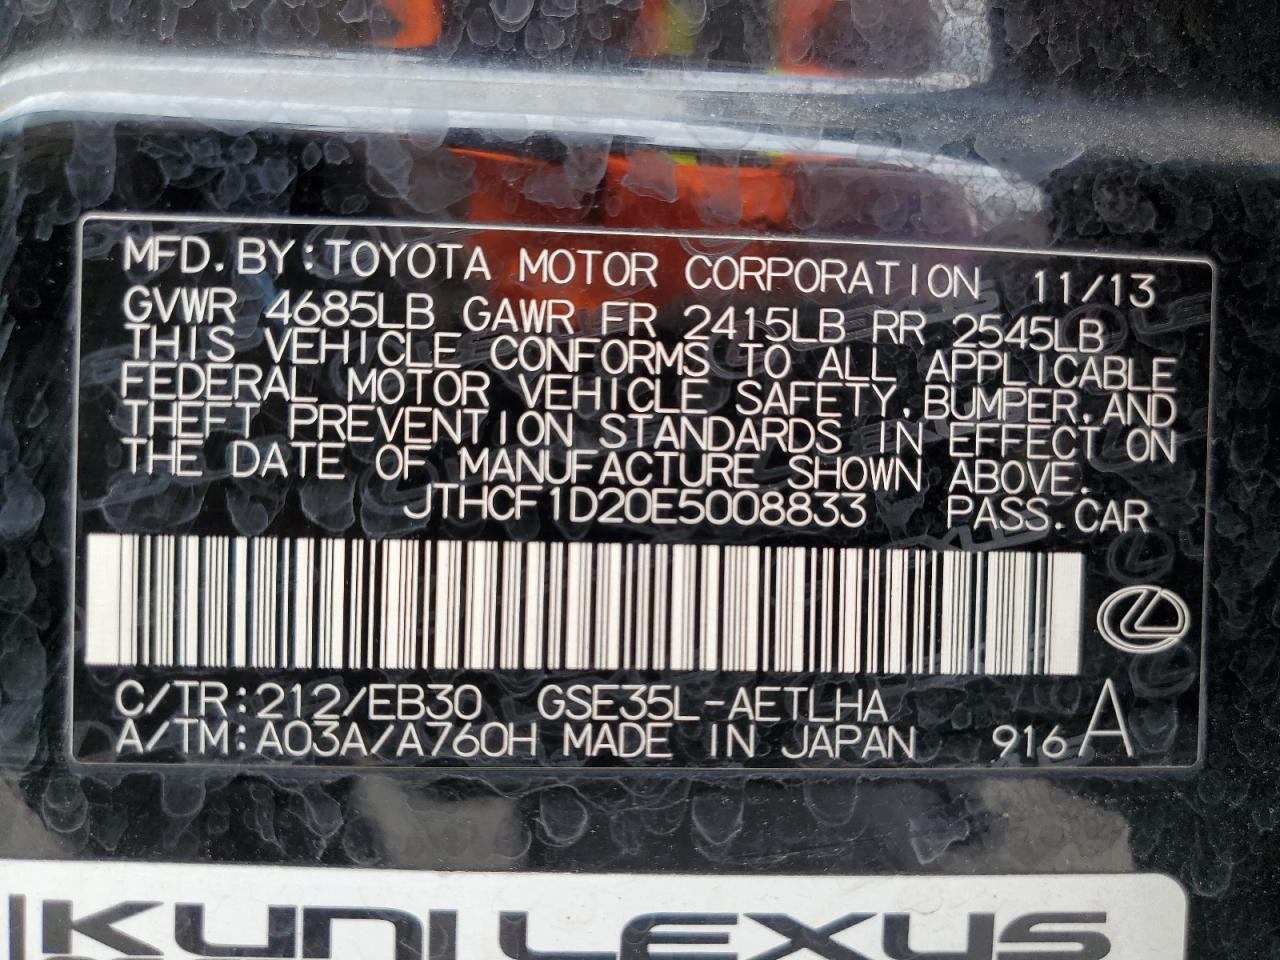 MFD. BY: TOYOTA MOTOR CORPORATION 11/13
GVWR 4685LB GAWR FR 2415LB RR 2545LB
THIS VEHICLE CONFORMS TO ALL APPLICABLE
FEDERAL MOTOR VEHICLE SAFETY, BUMPER, AND
THEFT PREVENTION STANDARDS IN EFFECT ON
THE DATE OF MANUFACTURE SHOWN ABOVE.
JTHCF1D20E5008833 PASS. CAR
C/TR: 212/EB30 GSE35L-AETLHA
A/TM: A03A/A760H MADE IN JAPAN 916 A
KUNI LEXUS